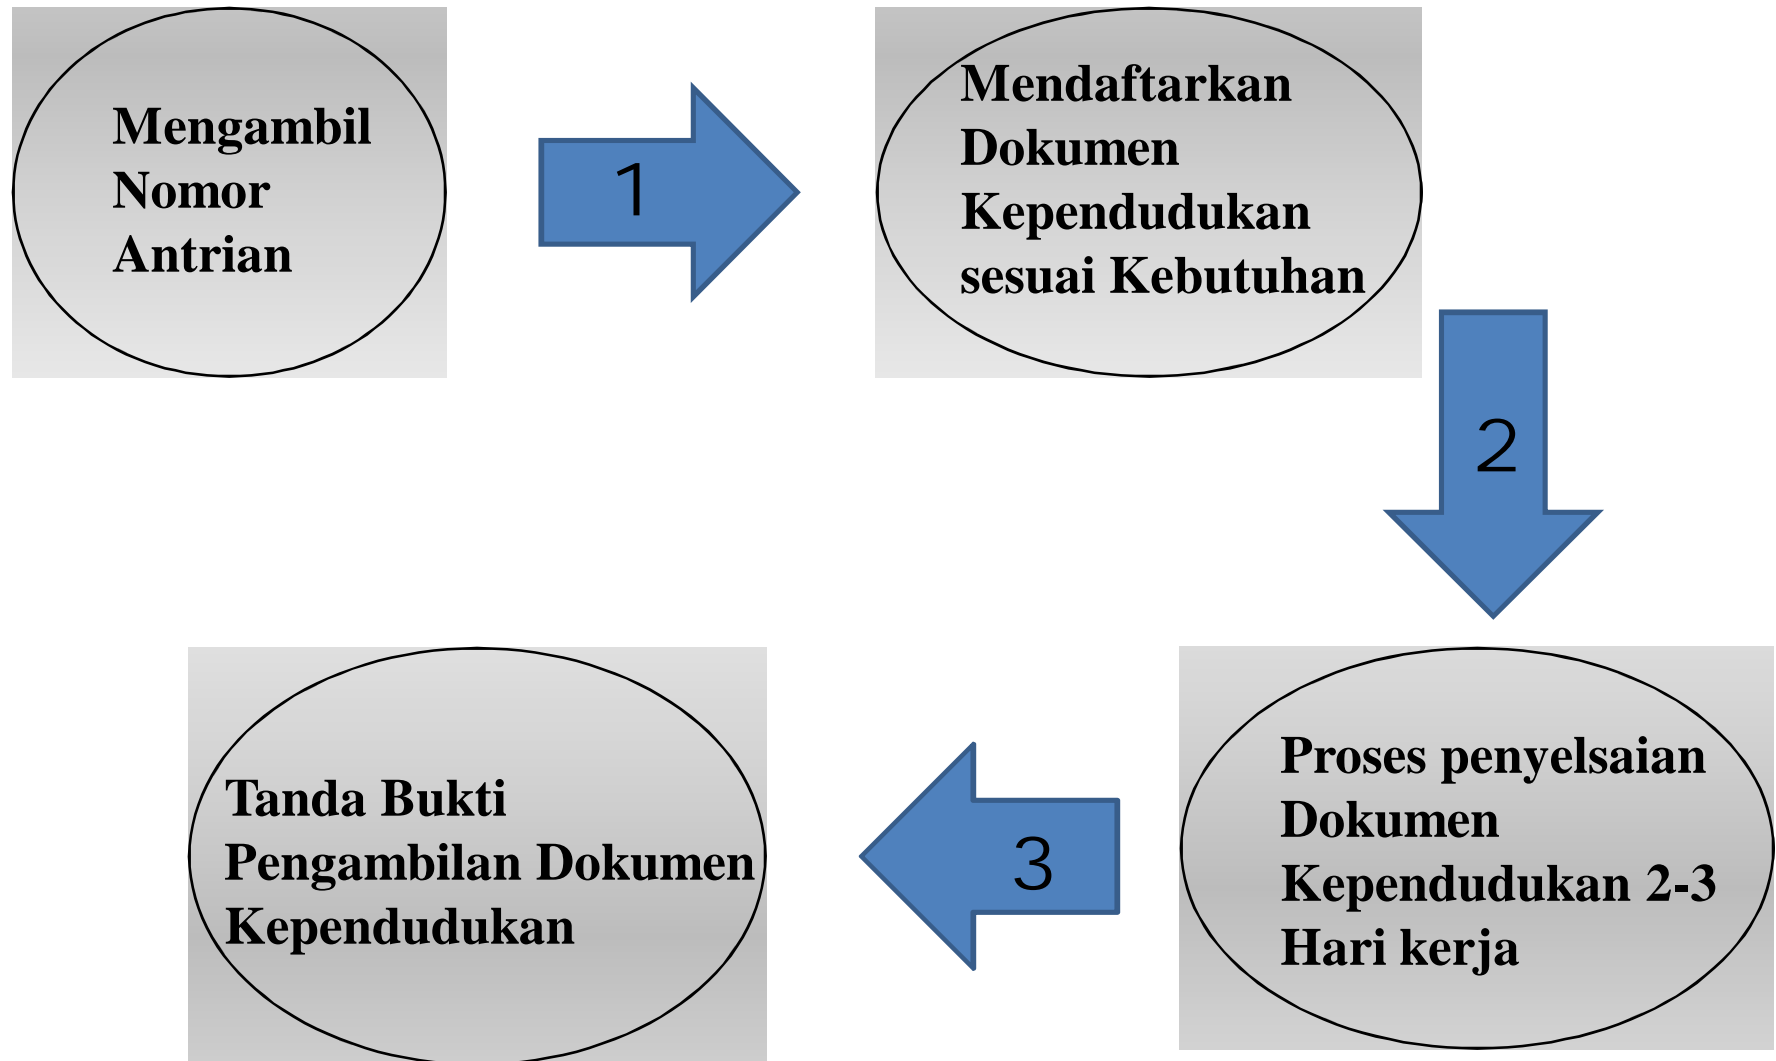 Mengambil
Nomor
Antrian
1
Mendaftarkan
Dokumen
Kependudukan
sesuai Kebutuhan
2
Proses penyelsaian
Dokumen
Kependudukan 2-3
Hari kerja
3
Tanda Bukti
Pengambilan Dokumen
Kependudukan